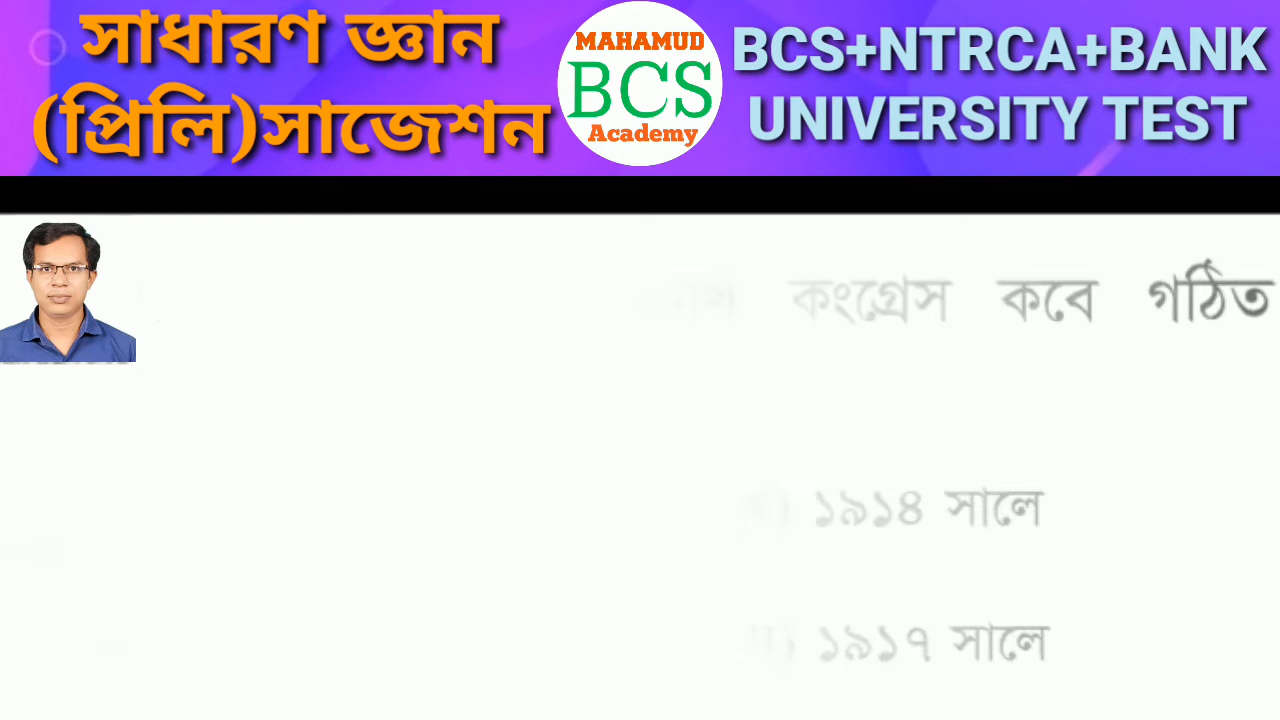 সাধারণ জ্ঞান
(প্রিলি)সাজেশন
MAHAMUD
BCS
Academy
BCS+NTRCA+BANK
UNIVERSITY TEST
কংগ্রেস কবে গঠিত
১৯১৪ সালে
১৯১৭ সালে